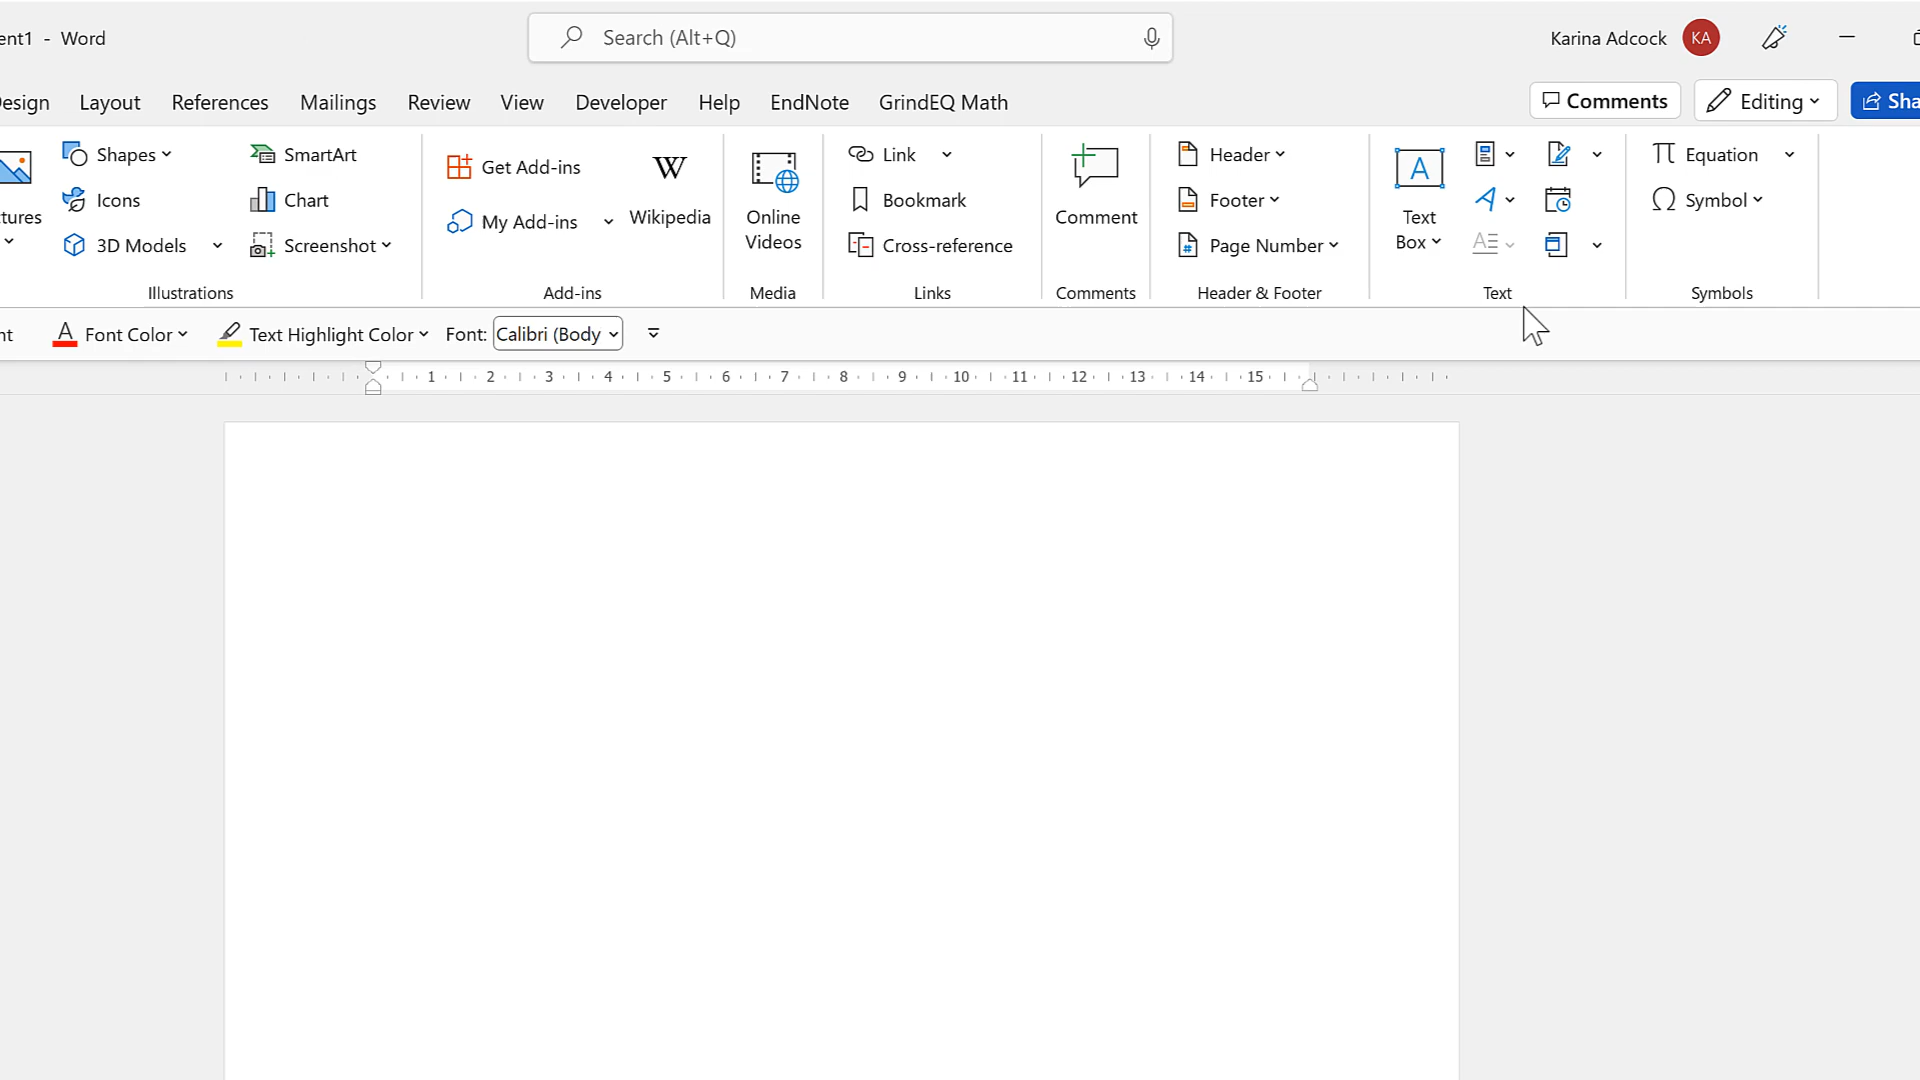 ent1 - Word
Search (Alt+Q)
Karina Adcock
KA
esign
Layout
References
Mailings
Review
View
Developer
Help
EndNote
GrindEQ Math
Comments
Editing
Sha
tures
Shapes
Icons
3D Models
SmartArt
Chart
Screenshot
Illustrations
Get Add-ins
My Add-ins
W
Wikipedia
Add-ins
Online
Videos
Media
Link
Bookmark
Cross-reference
Links
Comment
Comments
Header
Footer
# Page Number
Header & Footer
A
Text
Box
A
A
Text
π Equation
Ω Symbol
Symbols
nt
A Font Color
Text Highlight Color
Font: Calibri (Body
1 2 3 4 5 6 7 8 9 10 11 12 13 14 15